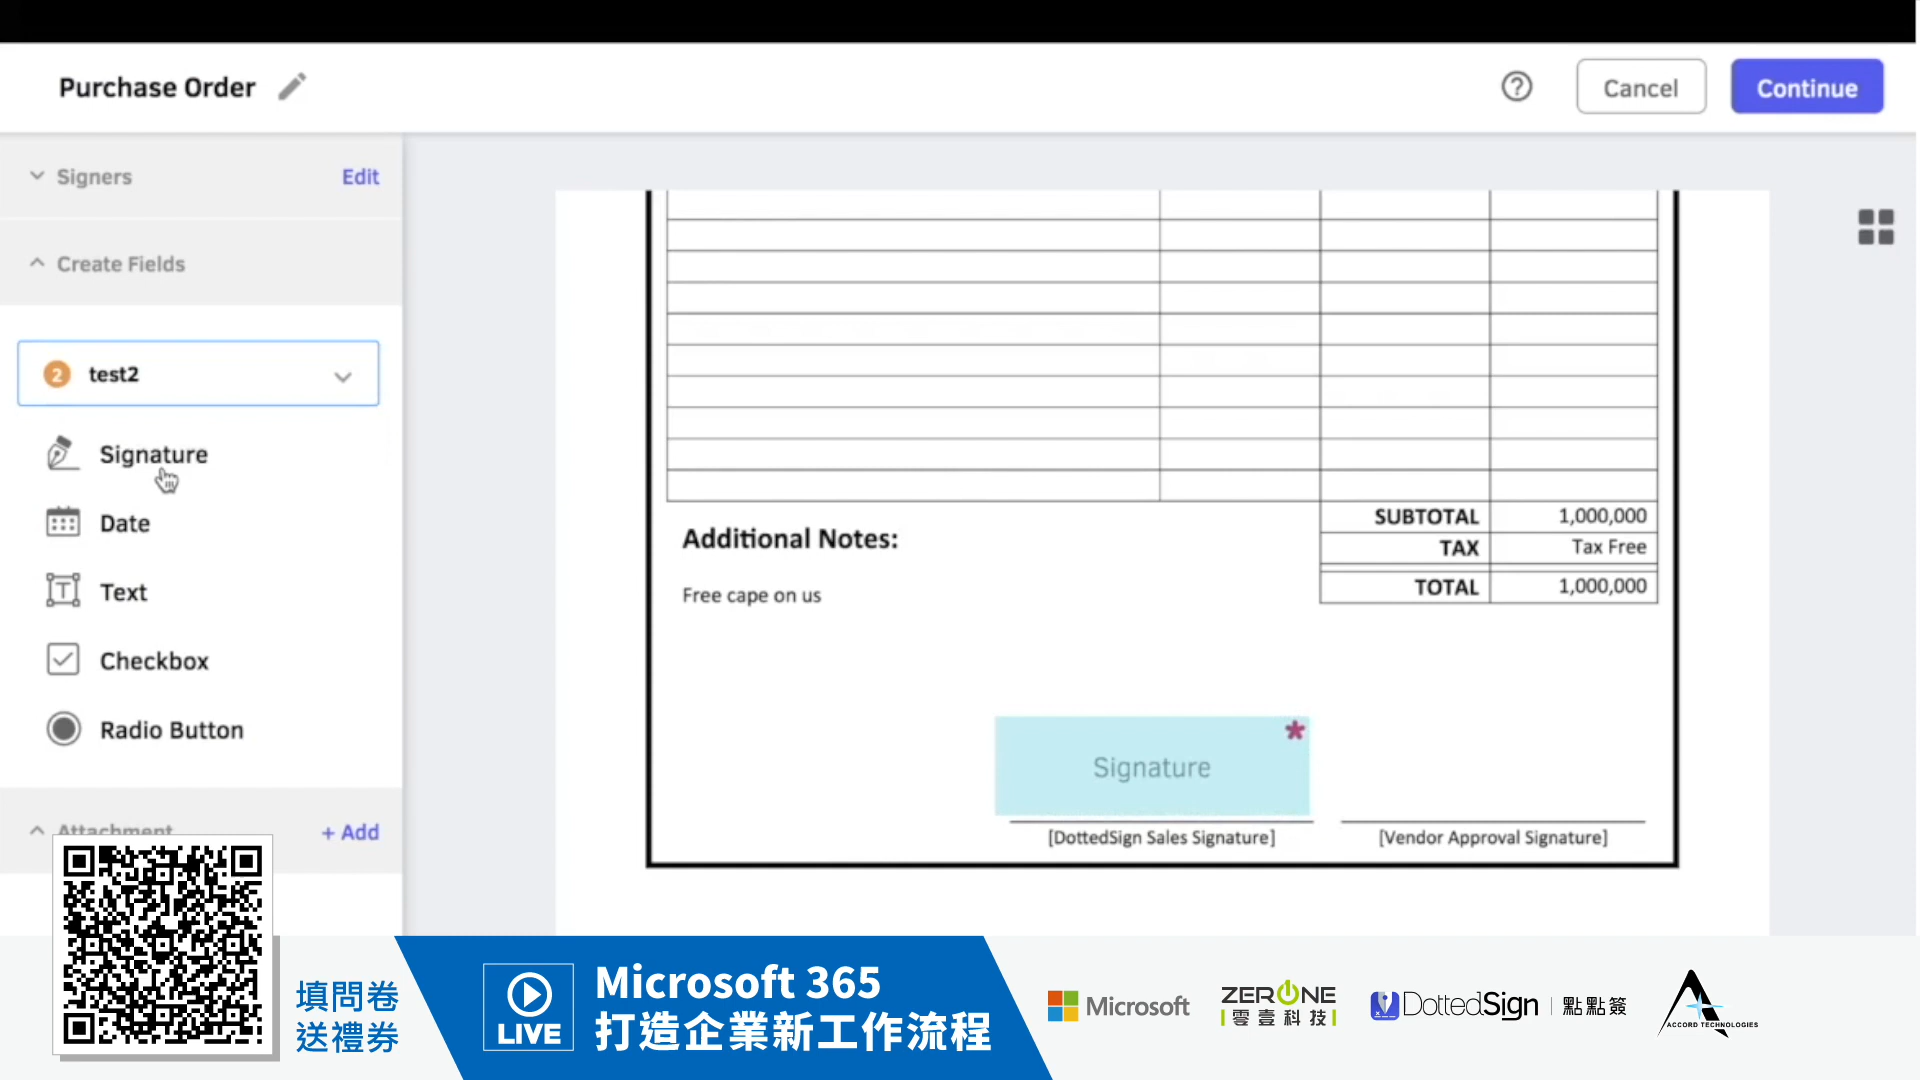 Purchase Order
Cancel
Continue
Signers
Edit
Create Fields
2 test2
Signature
Date
Text
Checkbox
Radio Button
Attachment
+ Add
SUBTOTAL 1,000,000
TAX Tax Free
TOTAL 1,000,000
Additional Notes:
Free cape on us
Signature *
[DottedSign Sales Signature]
[Vendor Approval Signature]
填問卷
送禮券
LIVE
Microsoft 365
打造企業新工作流程
Microsoft
ZERONE
零壹科技
DottedSign | 點點簽
ACCORD TECHNOLOGIES